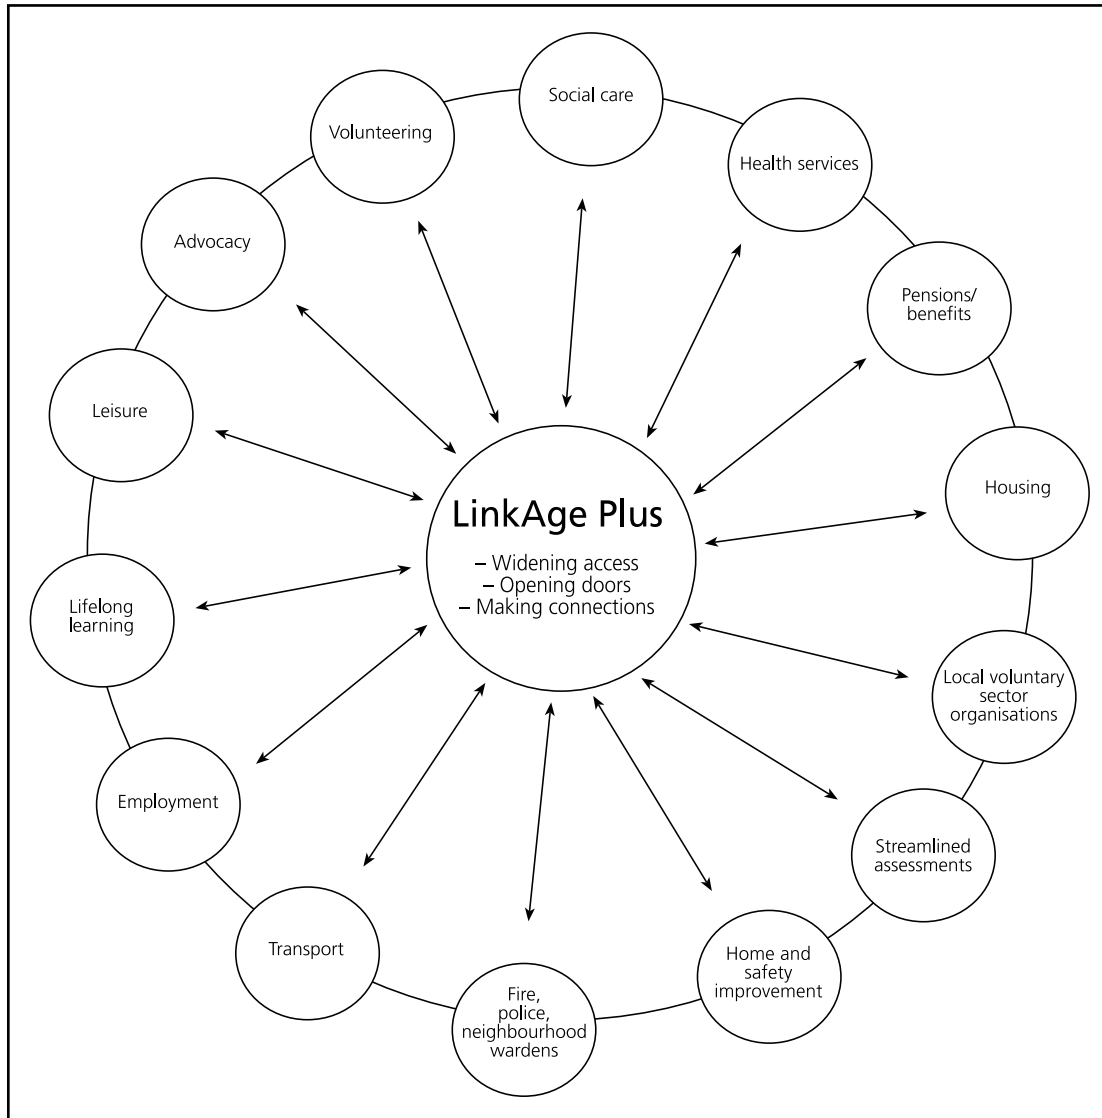 Social care
Volunteering
Health services
Advocacy
Pensions/
benefits
Leisure
Housing
LinkAge Plus
– Widening access
– Opening doors
– Making connections
Lifelong
learning
Local voluntary
sector
organisations
Employment
Streamlined
assessments
Transport
Home and
safety
improvement
Fire,
police,
neighbourhood
wardens